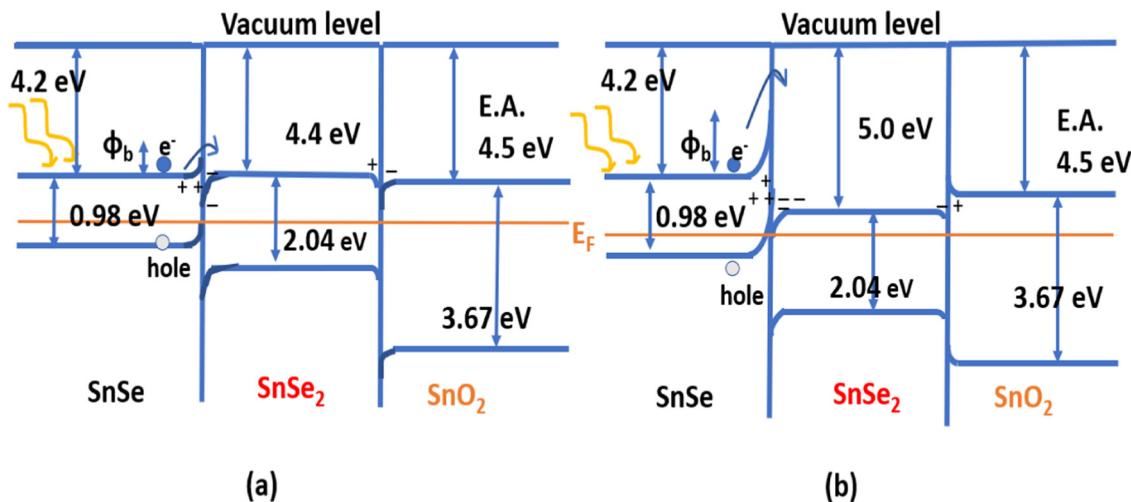 Vacuum level
4.2 eV
4.4 eV
E.A.
4.5 eV
Φb
e-
+ + -
-
+ -
0.98 eV
2.04 eV
hole
3.67 eV
SnSe
SnSe2
SnO2
(a)
EF
Vacuum level
4.2 eV
5.0 eV
E.A.
4.5 eV
Φb
e-
+
+ + - -
-
- +
0.98 eV
2.04 eV
hole
3.67 eV
SnSe
SnSe2
SnO2
(b)